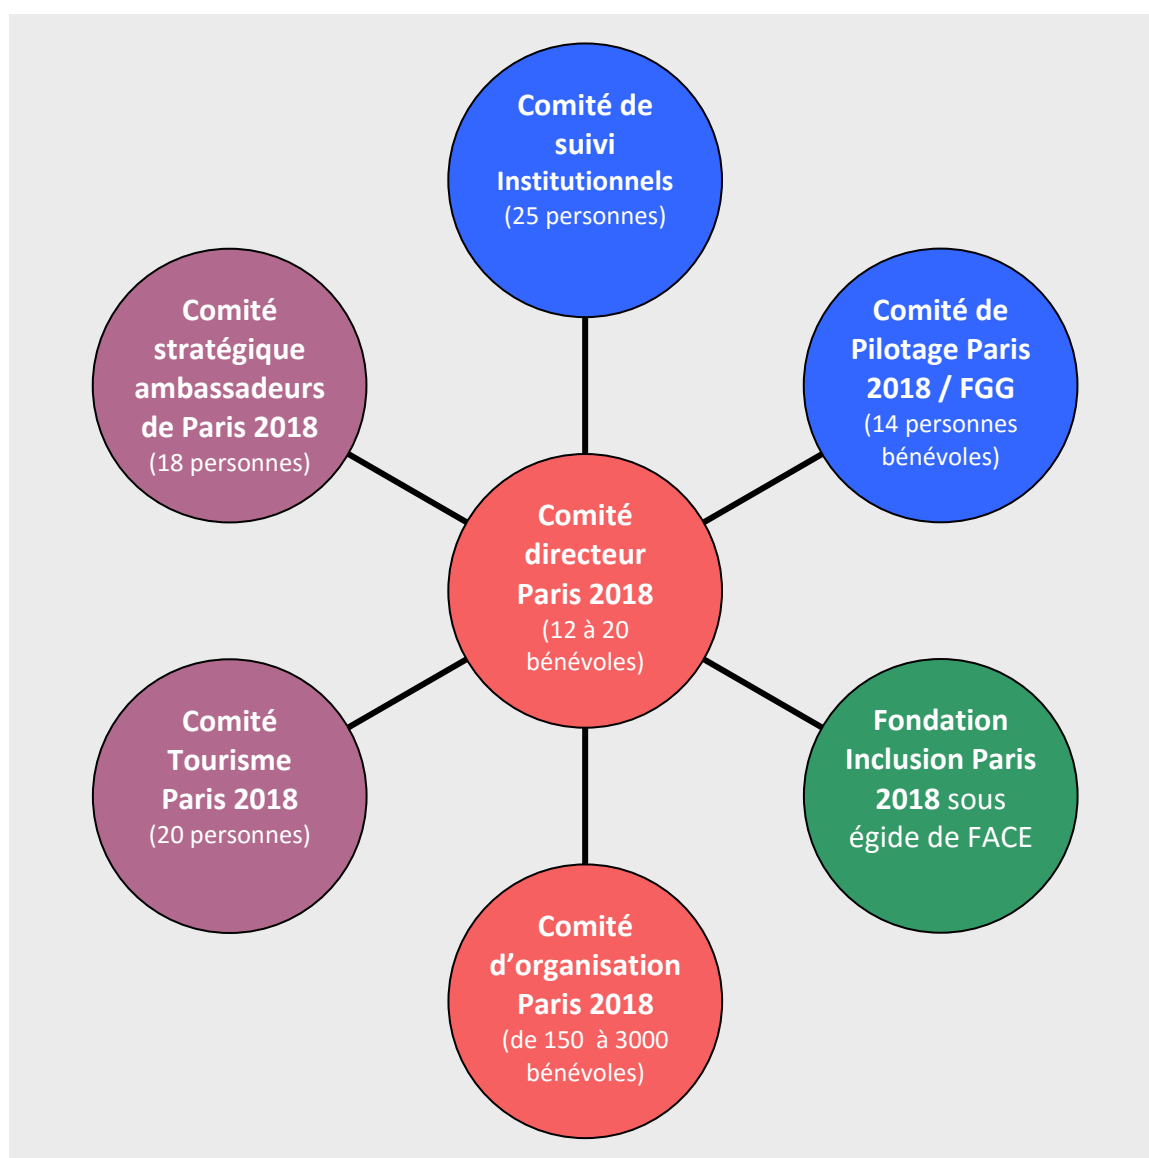 Comité de
suivi
Institutionnels
(25 personnes)
Comité
stratégique
ambassadeurs
de Paris 2018
(18 personnes)
Comité de
Pilotage Paris
2018 / FGG
(14 personnes
bénévoles)
Comité
directeur
Paris 2018
(12 à 20
bénévoles)
Comité
Tourisme
Paris 2018
(20 personnes)
Fondation
Inclusion Paris
2018 sous
égide de FACE
Comité
d’organisation
Paris 2018
(de 150  à 3000
bénévoles)